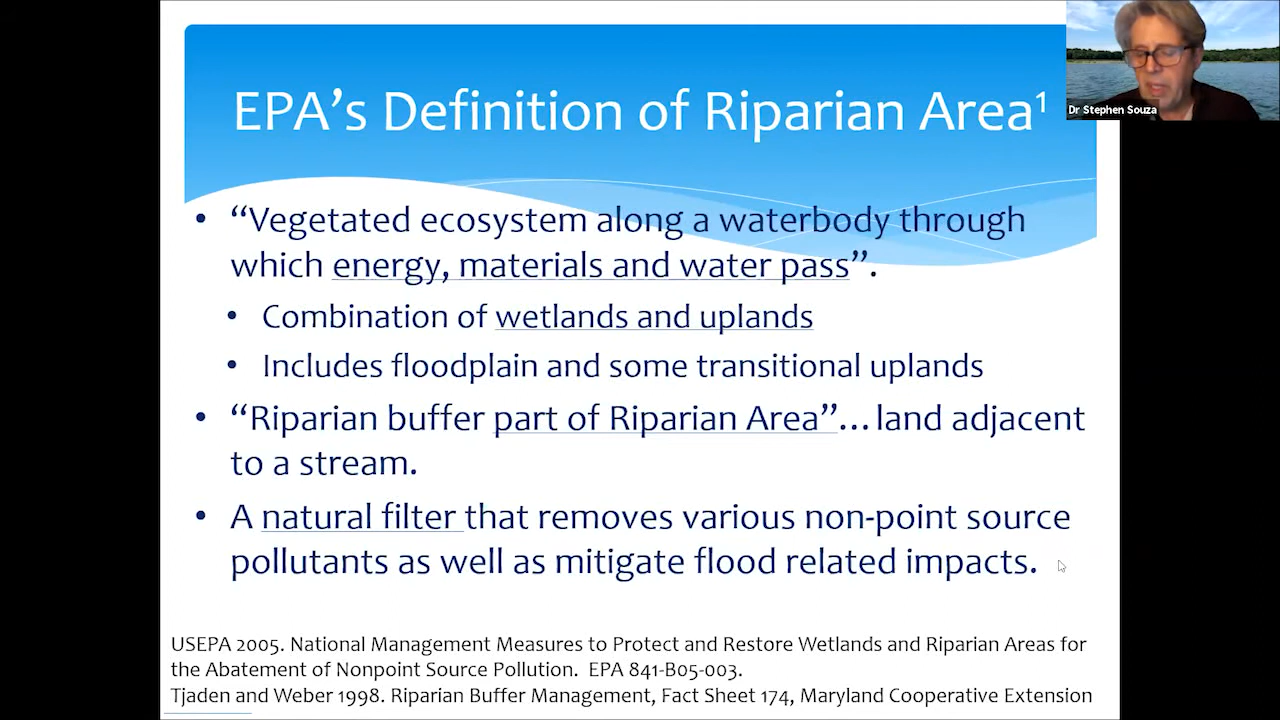 EPA’s Definition of Riparian Area¹
Dr Stephen Souza
• “Vegetated ecosystem along a waterbody through
which energy, materials and water pass”.
• Combination of wetlands and uplands
• Includes floodplain and some transitional uplands
• “Riparian buffer part of Riparian Area”…land adjacent
to a stream.
• A natural filter that removes various non-point source
pollutants as well as mitigate flood related impacts.
USEPA 2005. National Management Measures to Protect and Restore Wetlands and Riparian Areas for
the Abatement of Nonpoint Source Pollution. EPA 841-B05-003.
Tjaden and Weber 1998. Riparian Buffer Management, Fact Sheet 174, Maryland Cooperative Extension